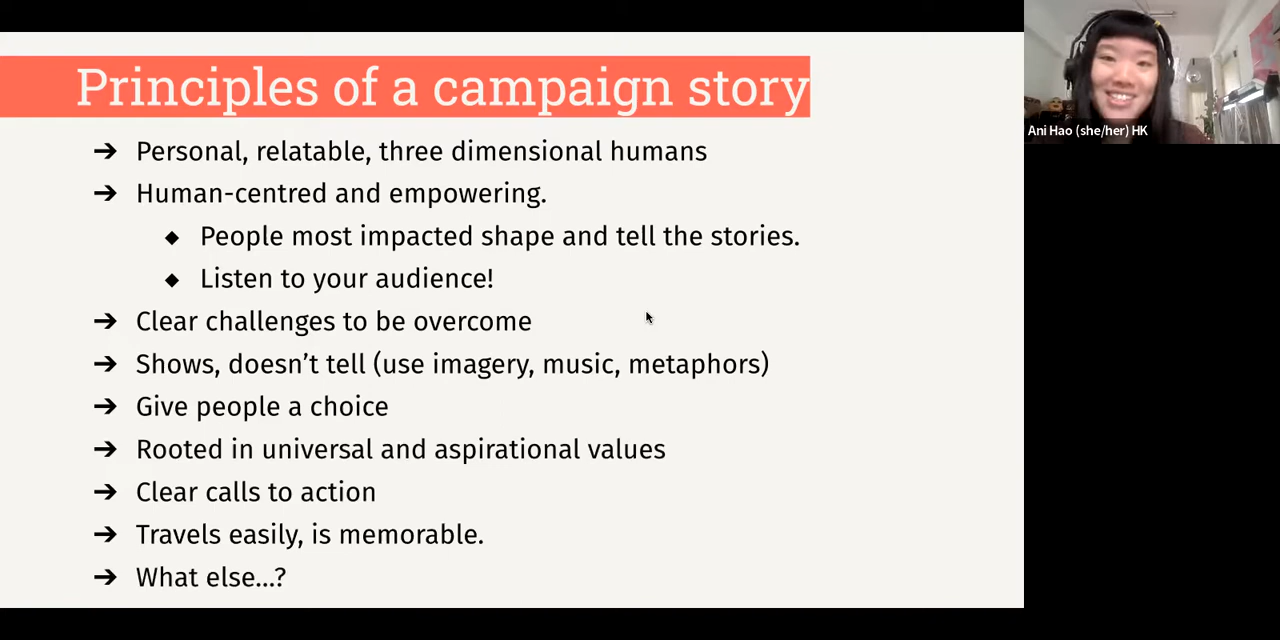 Principles of a campaign story
➔ Personal, relatable, three dimensional humans
➔ Human-centred and empowering.
◆ People most impacted shape and tell the stories.
◆ Listen to your audience!
➔ Clear challenges to be overcome
➔ Shows, doesn’t tell (use imagery, music, metaphors)
➔ Give people a choice
➔ Rooted in universal and aspirational values
➔ Clear calls to action
➔ Travels easily, is memorable.
➔ What else...?
Ani Hao (she/her) HK